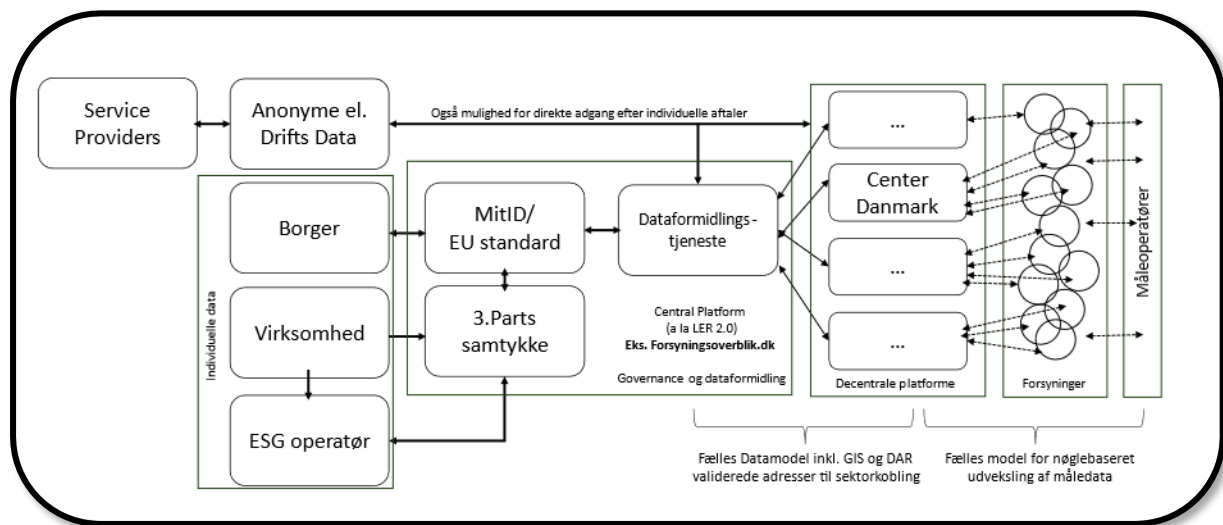 Service
Providers
Anonyme el.
Drifts Data
Også mulighed for direkte adgang efter individuelle aftaler
...
Individuelle data
Borger
MitID/
EU standard
Dataformidlings-
tjeneste
Center
Danmark
Måleoperatører
Virksomhed
3.Parts
samtykke
...
Central Platform
(a la LER 2.0)
Eks. Forsyningsoverblik.dk
...
Governance og dataformidling
Decentrale platforme
Forsyninger
ESG operatør
Fælles Datamodel inkl. GIS og DAR
validerede adresser til sektorkobling
Fælles model for nøglebaseret
udveksling af måledata